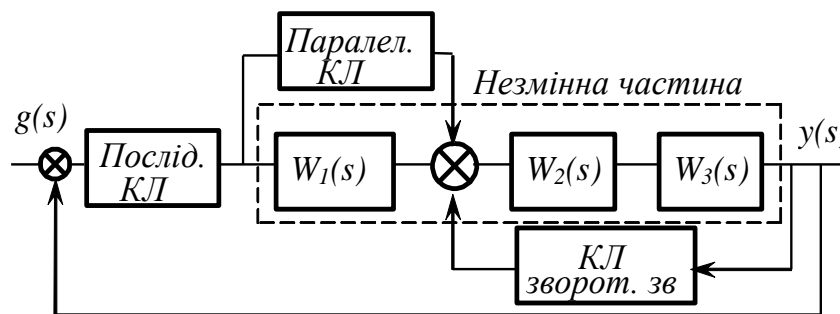 Паралел.
КЛ
Незмінна частина
g(s)
y(s)
Послід.
КЛ
W₁(s)
W₂(s)
W₃(s)
КЛ
зворот. зв